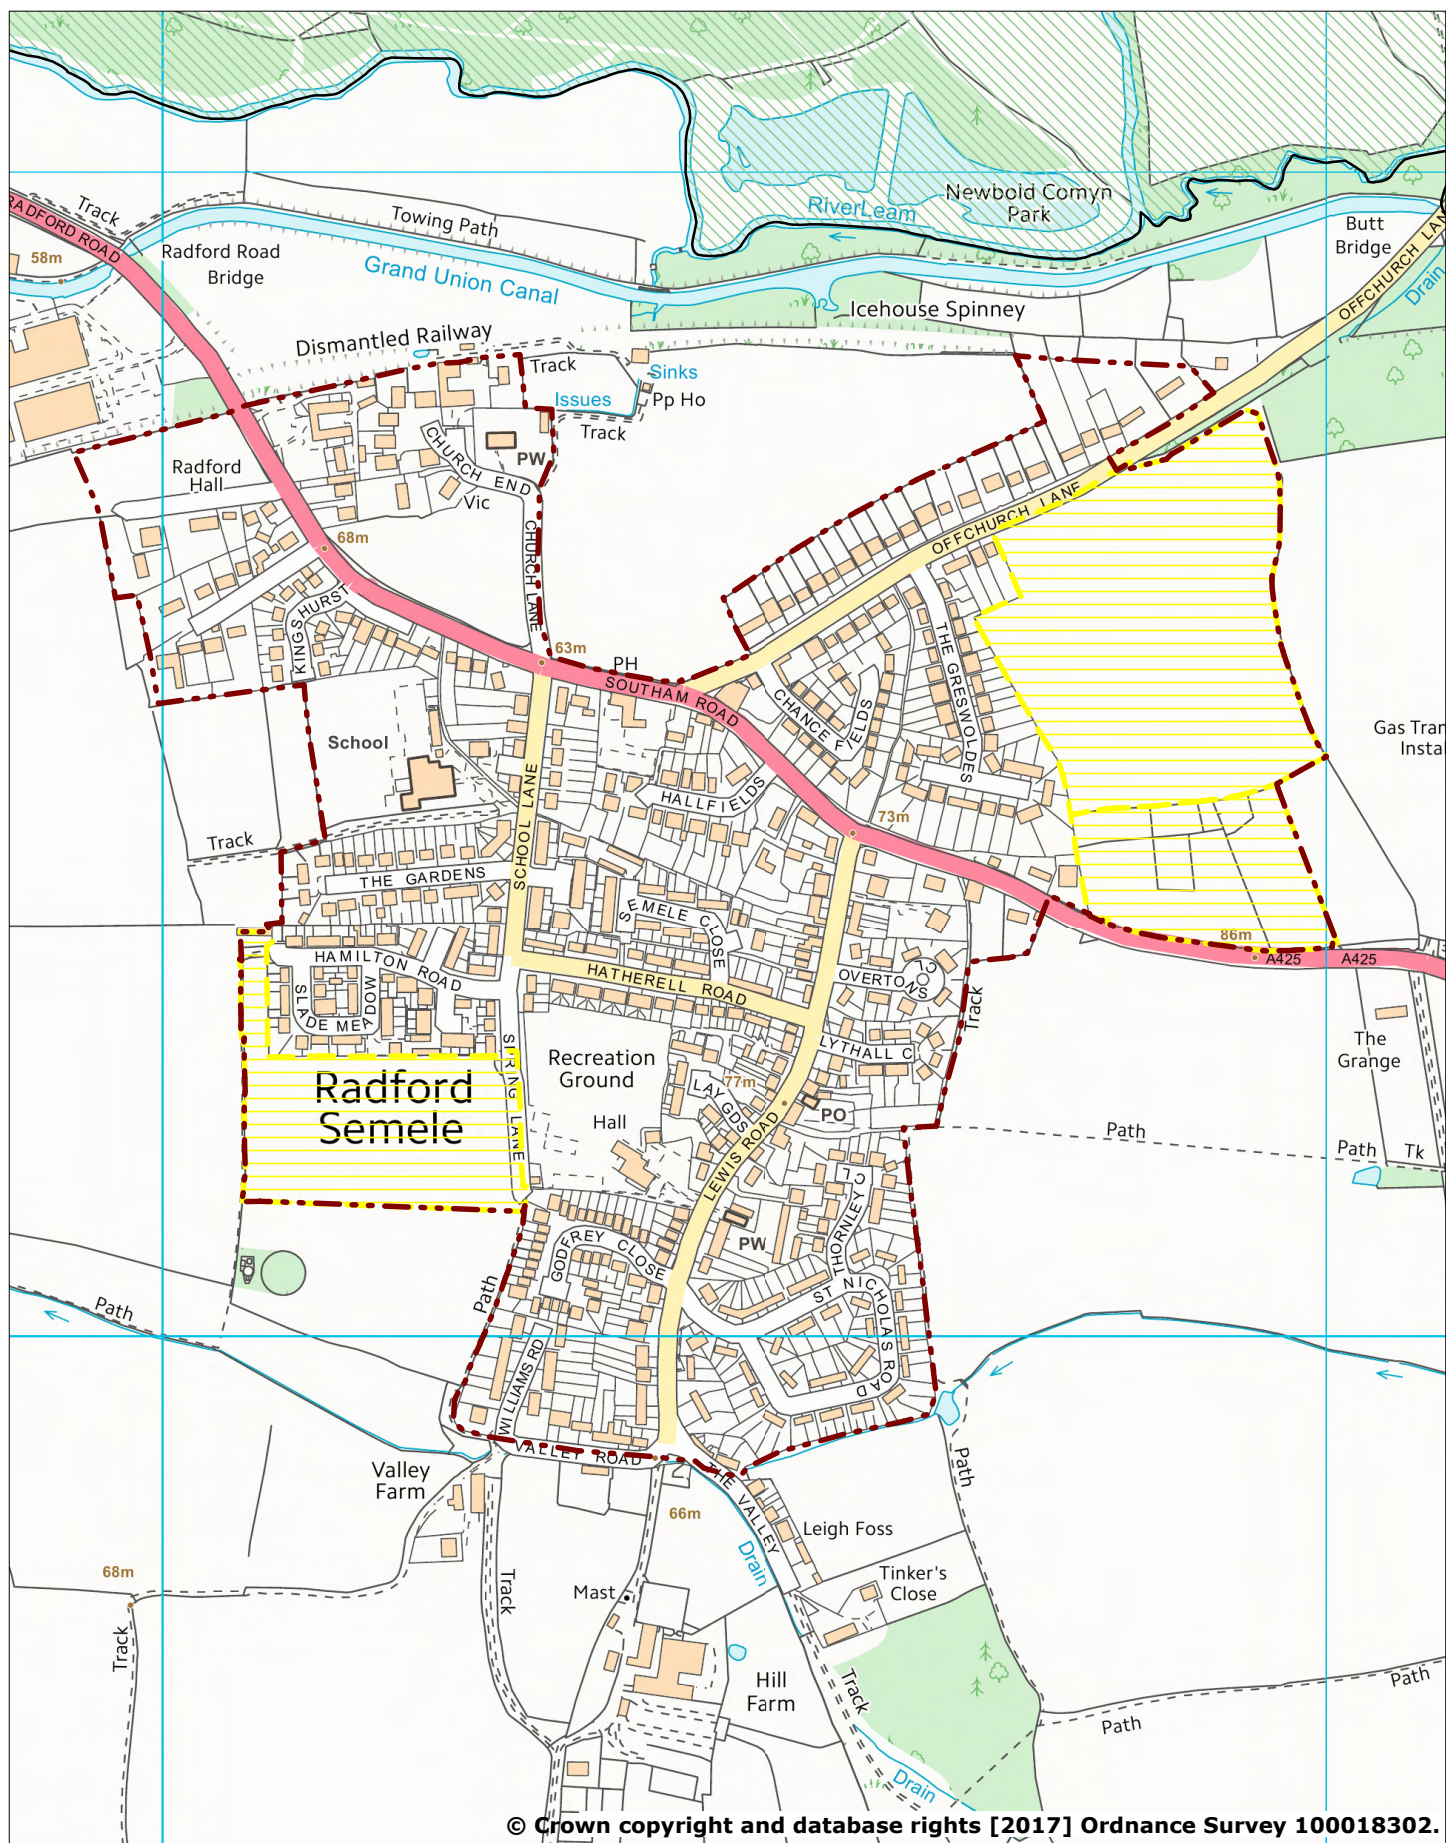 Newbold Comyn
Park
River Leam
Butt
Bridge
OFFCHURCH LAN
Drain
RADFORD ROAD
Track
58m
Radford Road
Bridge
Towing Path
Grand Union Canal
Icehouse Spinney
Dismantled Railway
Track
Sinks
Issues
Pp Ho
Track
Radford
Hall
CHURCH END
PW
Vic
CHURCH LANE
68m
KINGSHURST
OFFCHURCH LANE
63m
PH
SOUTHAM ROAD
THE GRESWOLDES
CHANCE FIELDS
School
Gas Tran
Instal
HALLFIELDS
SCHOOL LANE
73m
Track
THE GARDENS
SEMELE CLOSE
86m
A425
A425
HAMILTON ROAD
SLADE MEADOW
HATHERELL ROAD
OVERTONS
CL
Track
SPRING LANE
LYTHALL C
The
Grange
Recreation
Ground
Radford
Semele
77m
LAY GDS
PO
Hall
LEWIS ROAD
Path
Path
Tk
THORNLEY CL
PW
GODFREY CLOSE
ST NICHOLAS ROAD
Path
Path
WILLIAMS RD
VALLEY ROAD
Valley
Farm
THE VALLEY
Path
66m
Leigh Foss
Drain
68m
Tinker's
Close
Mast
Track
Track
Hill
Farm
Track
Path
Path
Drain
© Crown copyright and database rights [2017] Ordnance Survey 100018302.